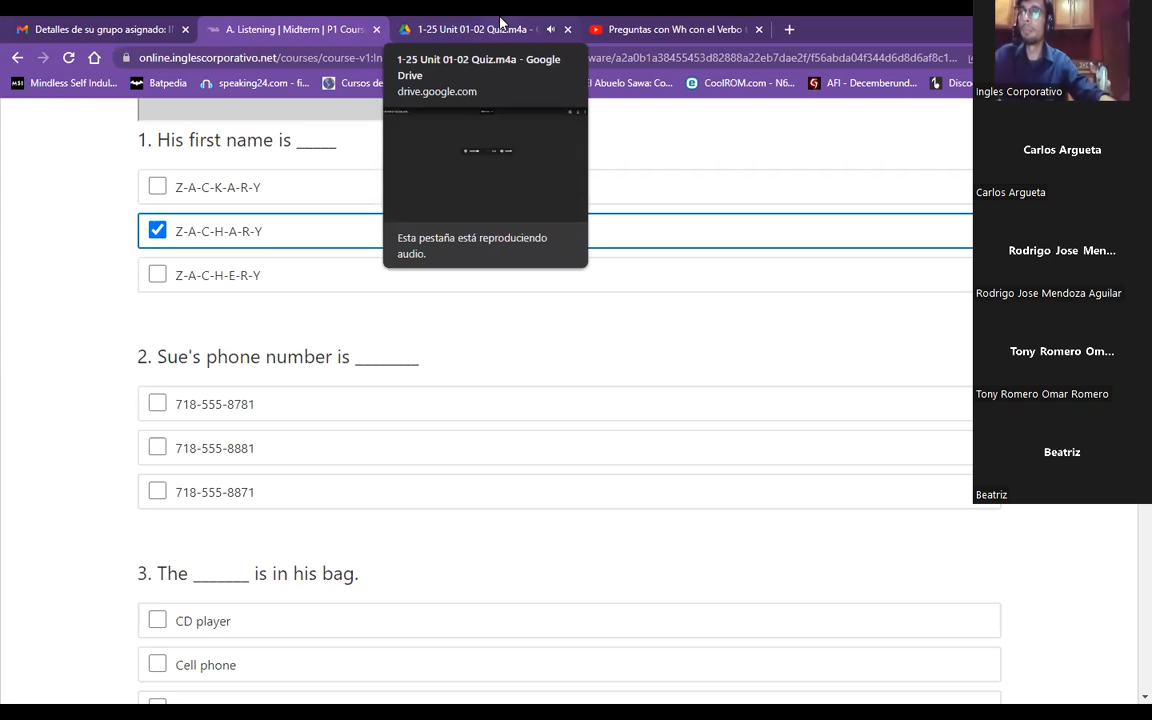 Detalles de su grupo asignado: I
A. Listening | Midterm | P1 Cours
1-25 Unit 01-02 Quiz.m4a - G
Preguntas con Wh con el Verbo t
online.inglescorporativo.net/courses/course-v1:In
ware/a2a0b1a38455453d82888a22eb7dae2f/f56abda04f344d6d8d6af8c1...
Mindless Self Indul...
Batpedia
speaking24.com - fi...
Cursos de
El Abuelo Sawa: Co...
CoolROM.com - N6...
AFI - Decemberund...
Disco
1-25 Unit 01-02 Quiz.m4a - Google
Drive
drive.google.com
Esta pestaña está reproduciendo
audio.
1. His first name is _____
Z-A-C-K-A-R-Y
Z-A-C-H-A-R-Y
Z-A-C-H-E-R-Y
2. Sue's phone number is ________
718-555-8781
718-555-8881
718-555-8871
3. The _______ is in his bag.
CD player
Cell phone
Ingles Corporativo
Carlos Argueta
Carlos Argueta
Rodrigo Jose Men...
Rodrigo Jose Mendoza Aguilar
Tony Romero Om...
Tony Romero Omar Romero
Beatriz
Beatriz